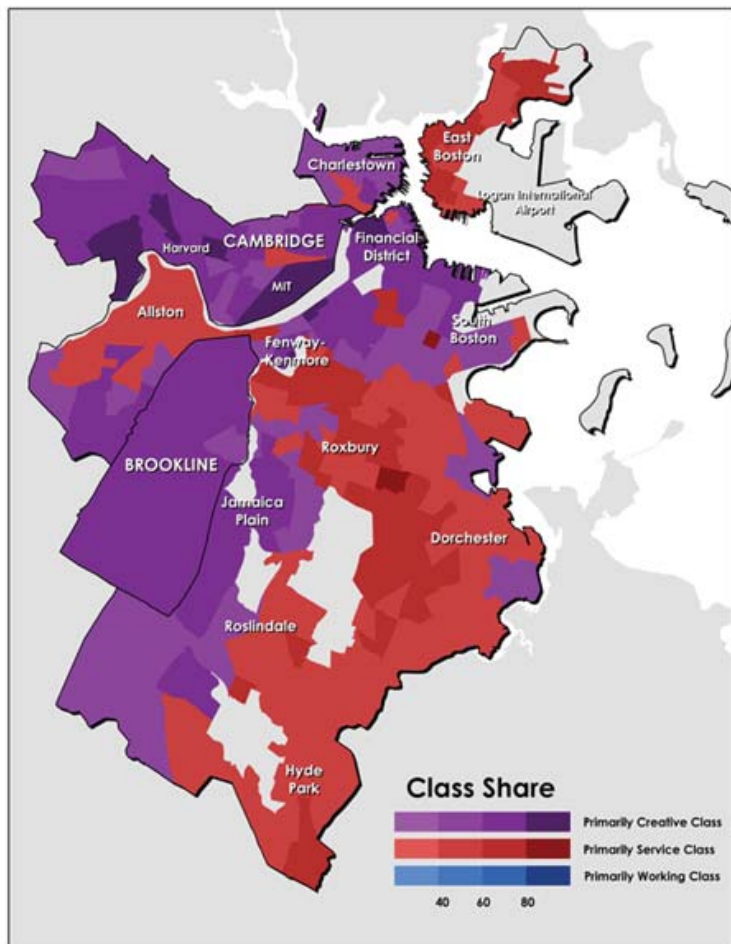 East
Boston
Charlestown
Logan International
Airport
Harvard
CAMBRIDGE
Financial
District
MIT
Allston
South
Boston
Fenway-
Kenmore
Roxbury
BROOKLINE
Jamaica
Plain
Dorchester
Roslindale
Hyde
Park
Class Share
Primarily Creative Class
Primarily Service Class
Primarily Working Class
40 60 80